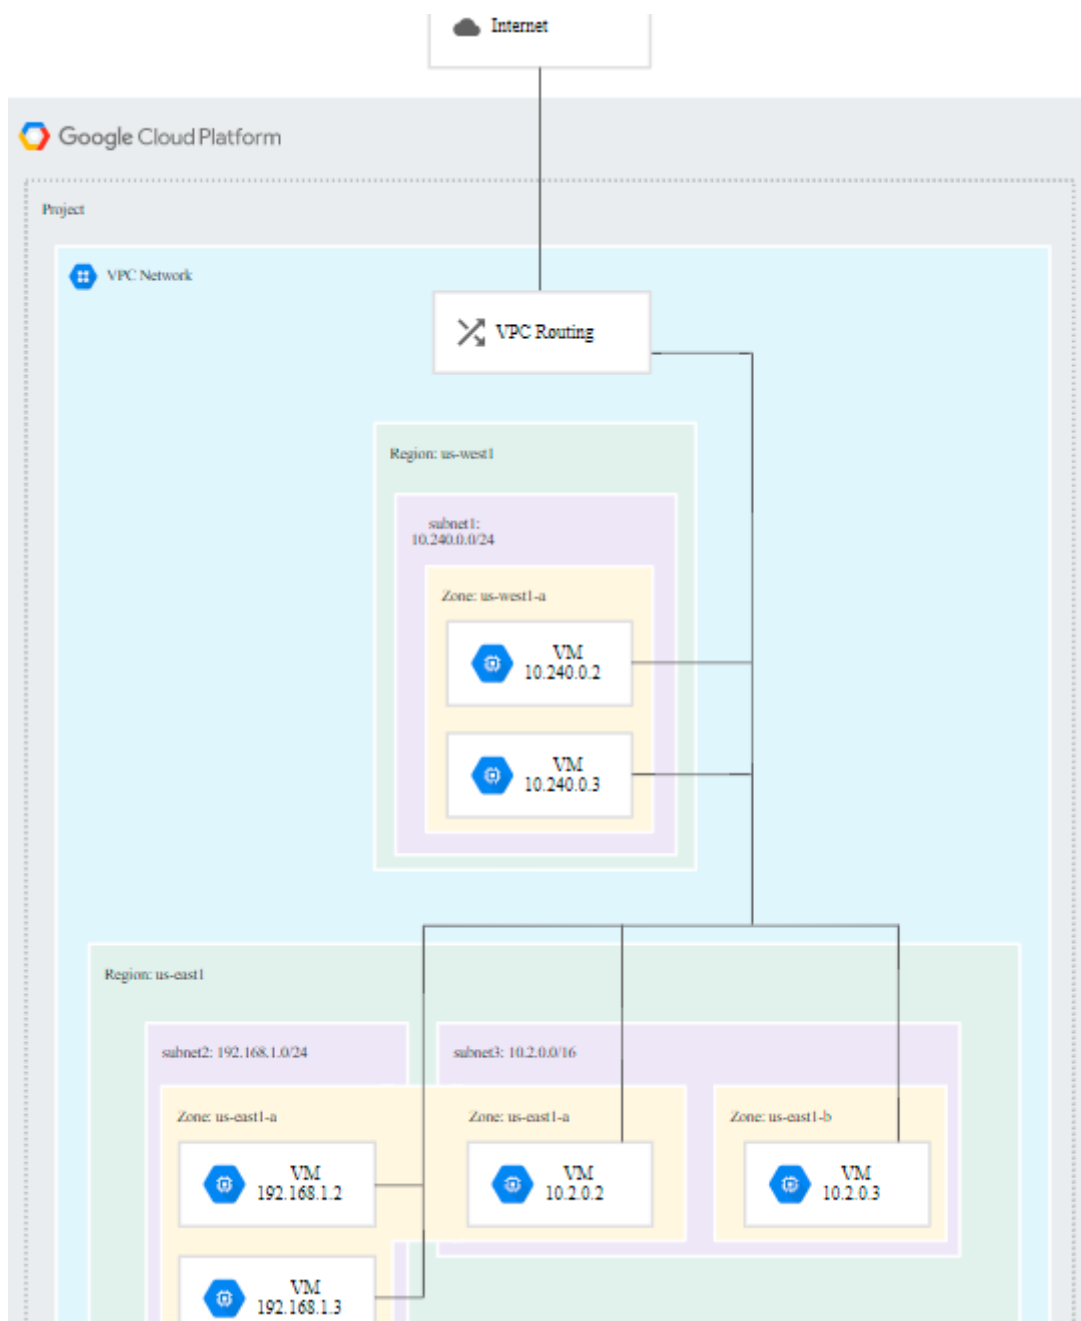 Internet
Google Cloud Platform
Project
VPC Network
VPC Routing
Region: us-west1
subnet1:
10.240.0.0/24
Zone: us-west1-a
VM
10.240.0.2
VM
10.240.0.3
Region: us-east1
subnet2: 192.168.1.0/24
subnet3: 10.2.0.0/16
Zone: us-east1-a
Zone: us-east1-a
Zone: us-east1-b
VM
192.168.1.2
VM
10.2.0.2
VM
10.2.0.3
VM
192.168.1.3